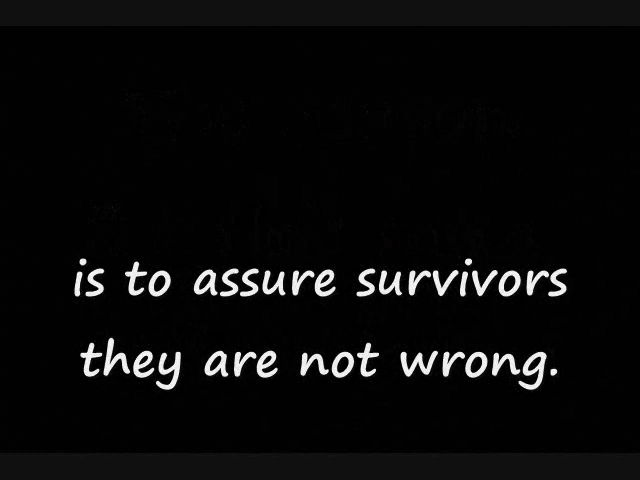 is to assure survivors
they are not wrong.